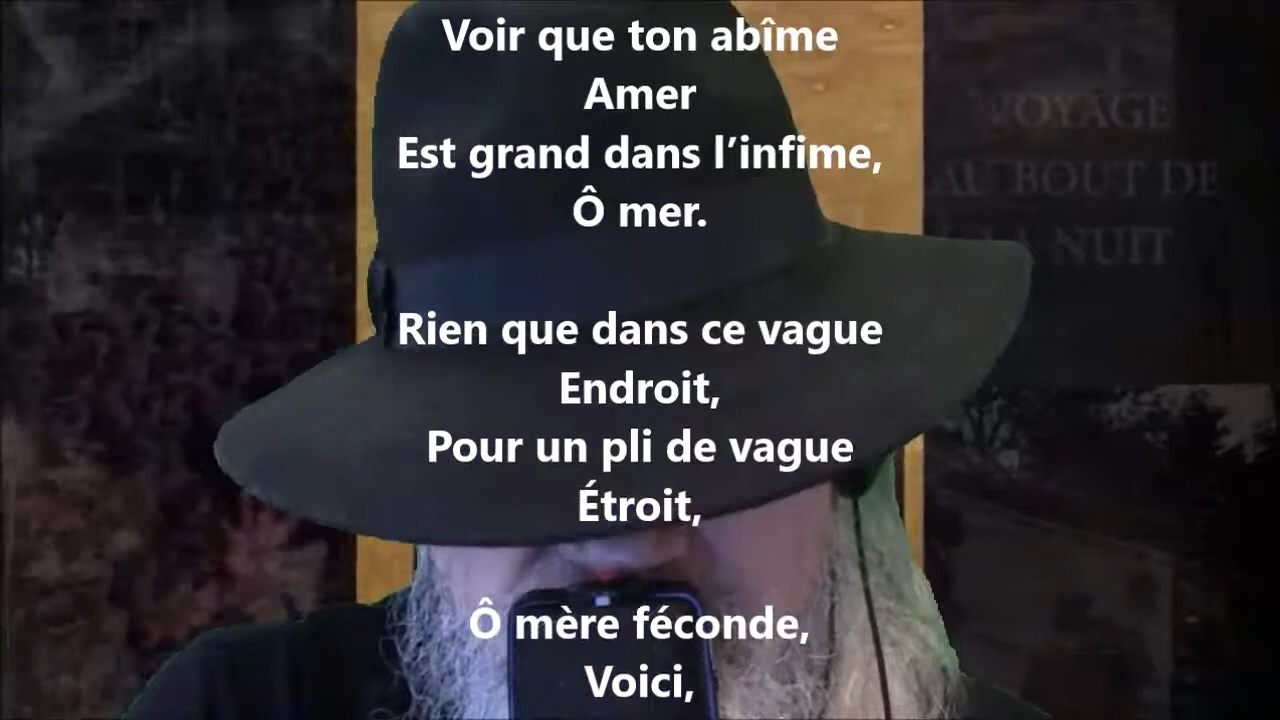 Voir que ton abîme
Amer
Est grand dans l’infime,
Ô mer.
Rien que dans ce vague
Endroit,
Pour un pli de vague
Étroit,
Ô mère féconde,
Voici,
VOYAGE
AU BOUT DE
LA NUIT